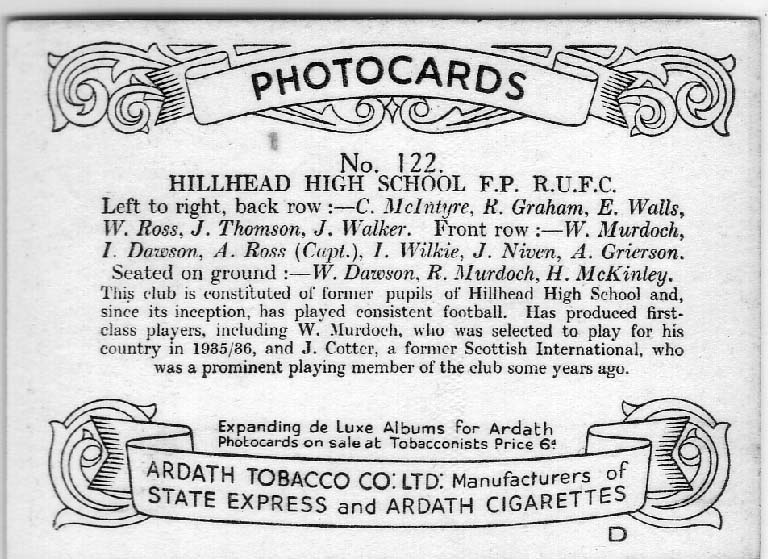 PHOTOCARDS
No. 122.
HILLHEAD HIGH SCHOOL F.P. R.U.F.C.
Left to right, back row :—C. McIntyre, R. Graham, E. Walls,
W. Ross, J. Thomson, J. Walker. Front row :—W. Murdoch,
I. Dawson, A. Ross (Capt.), I. Wilkie, J. Niven, A. Grierson.
Seated on ground :—W. Dawson, R. Murdoch, H. McKinley.
This club is constituted of former pupils of Hillhead High School and,
since its inception, has played consistent football. Has produced first-
class players, including W. Murdoch, who was selected to play for his
country in 1935/36, and J. Cotter, a former Scottish International, who
was a prominent playing member of the club some years ago.
Expanding de Luxe Albums for Ardath
Photocards on sale at Tobacconists Price 6d
ARDATH TOBACCO CO: LTD: Manufacturers of
STATE EXPRESS and ARDATH CIGARETTES
D